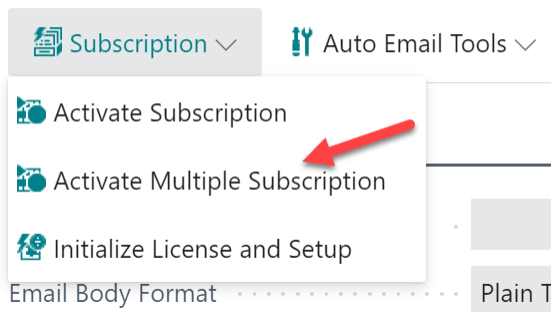 Subscription Auto Email Tools
Activate Subscription
Activate Multiple Subscription
Initialize License and Setup
Email Body Format Plain